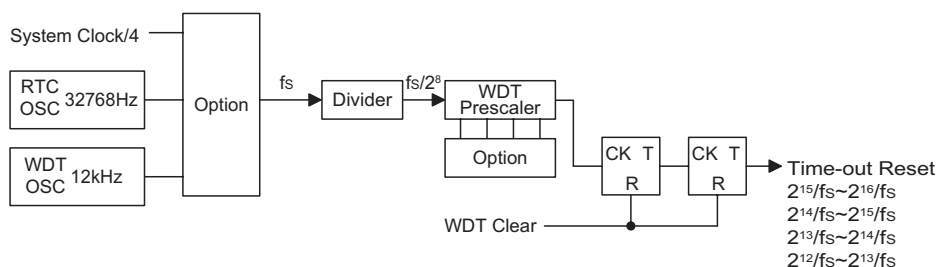 System Clock/4
RTC OSC 32768Hz
WDT OSC 12kHz
Option
fs
Divider
fs/2⁸
WDT
Prescaler
Option
CK T
R
CK T
R
WDT Clear
Time-out Reset
2¹⁵/fs~2¹⁶/fs
2¹⁴/fs~2¹⁵/fs
2¹³/fs~2¹⁴/fs
2¹²/fs~2¹³/fs